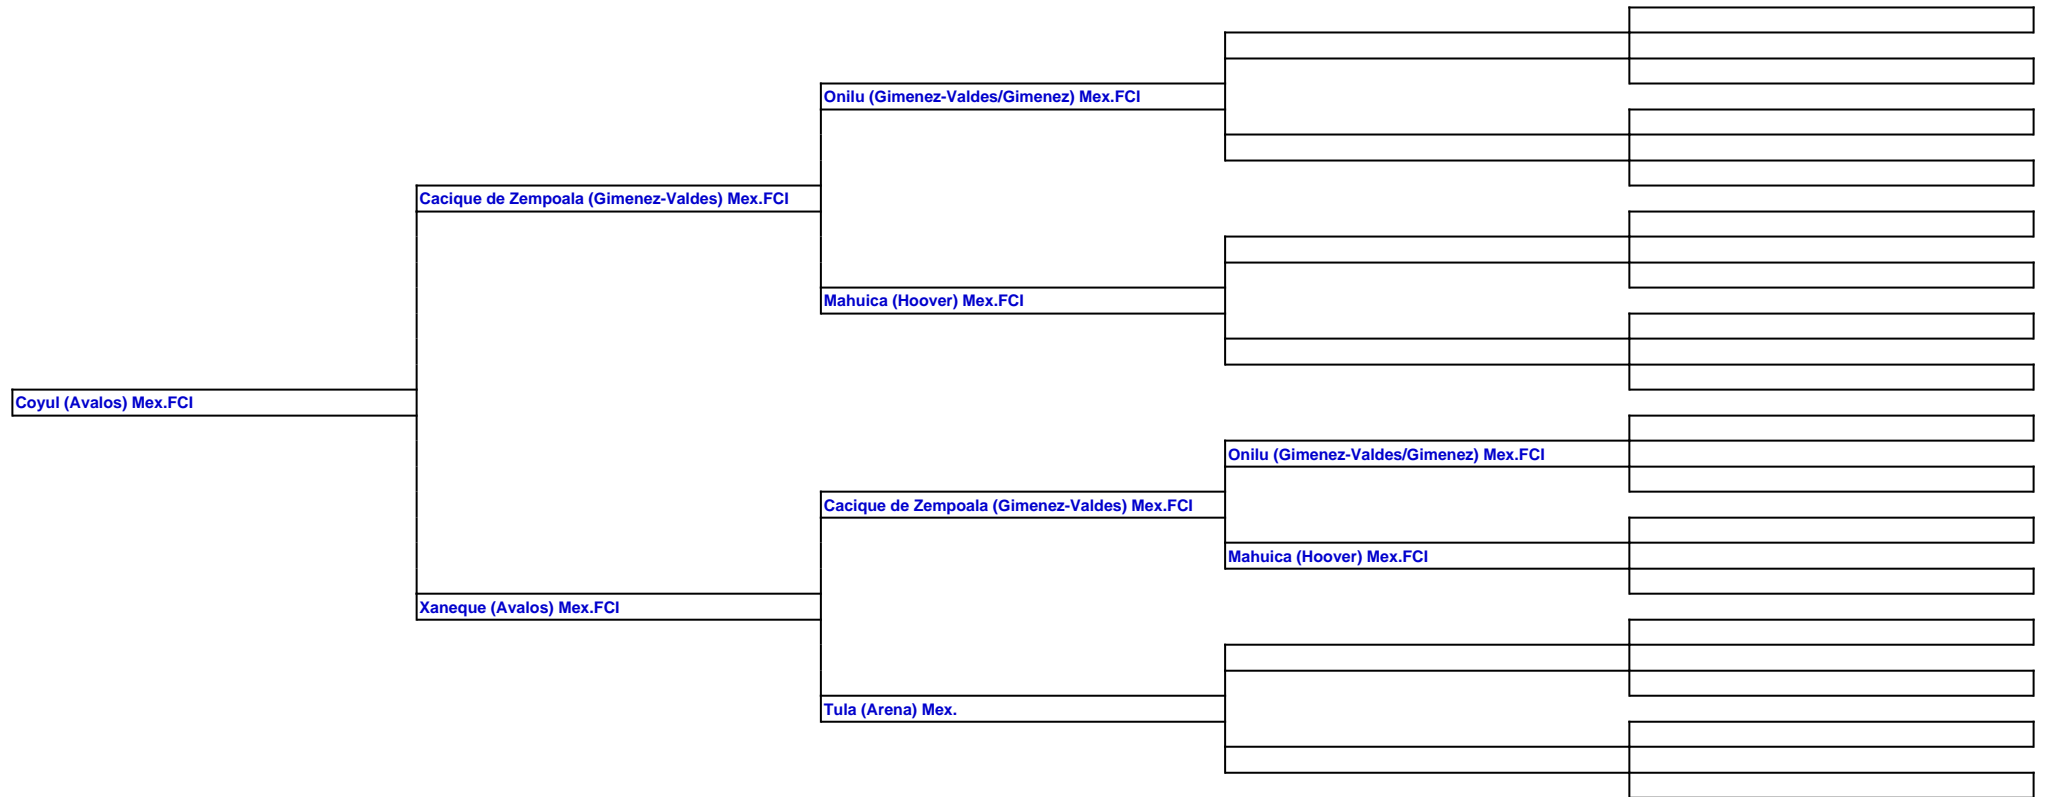 Onilu (Gimenez-Valdes/Gimenez) Mex.FCI
Cacique de Zempoala (Gimenez-Valdes) Mex.FCI
Mahuica (Hoover) Mex.FCI
Coyul (Avalos) Mex.FCI
Onilu (Gimenez-Valdes/Gimenez) Mex.FCI
Cacique de Zempoala (Gimenez-Valdes) Mex.FCI
Mahuica (Hoover) Mex.FCI
Xaneque (Avalos) Mex.FCI
Tula (Arena) Mex.